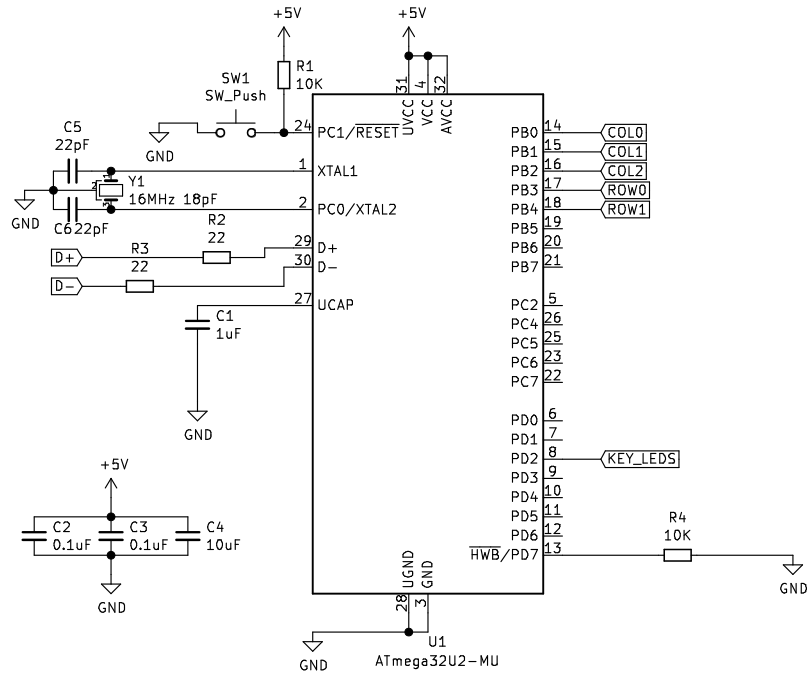 +5V
+5V
R1
10K
SW1
SW_Push
GND
31
4
32
UVCC
VCC
AVCC
24
PC1/RESET
C5
22pF
1
XTAL1
1
2
3
Y1
16MHz 18pF
GND
C6 22pF
2
PC0/XTAL2
R2
22
D+
R3
22
29
D+
30
D-
D-
27
UCAP
C1
1uF
GND
PB0
14
COL0
PB1
15
COL1
PB2
16
COL2
PB3
17
ROW0
PB4
18
ROW1
PB5
19
PB6
20
PB7
21
PC2
5
PC4
26
PC5
25
PC6
23
PC7
22
PD0
6
PD1
7
PD2
8
KEY_LEDS
PD3
9
PD4
10
PD5
11
PD6
12
HWB/PD7
13
R4
10K
GND
+5V
C2
0.1uF
C3
0.1uF
C4
10uF
GND
UGND
GND
28
3
GND
U1
ATmega32U2-MU